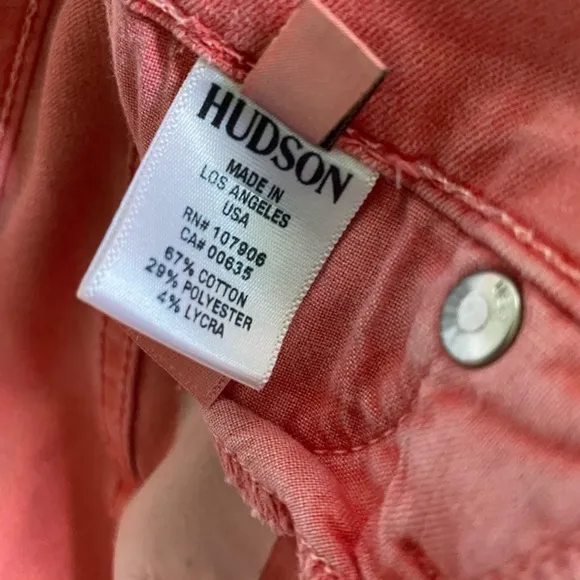 HUDSON
MADE IN
LOS ANGELES
USA
RN# 107906
CA# 00635
67% COTTON
29% POLYESTER
4% LYCRA